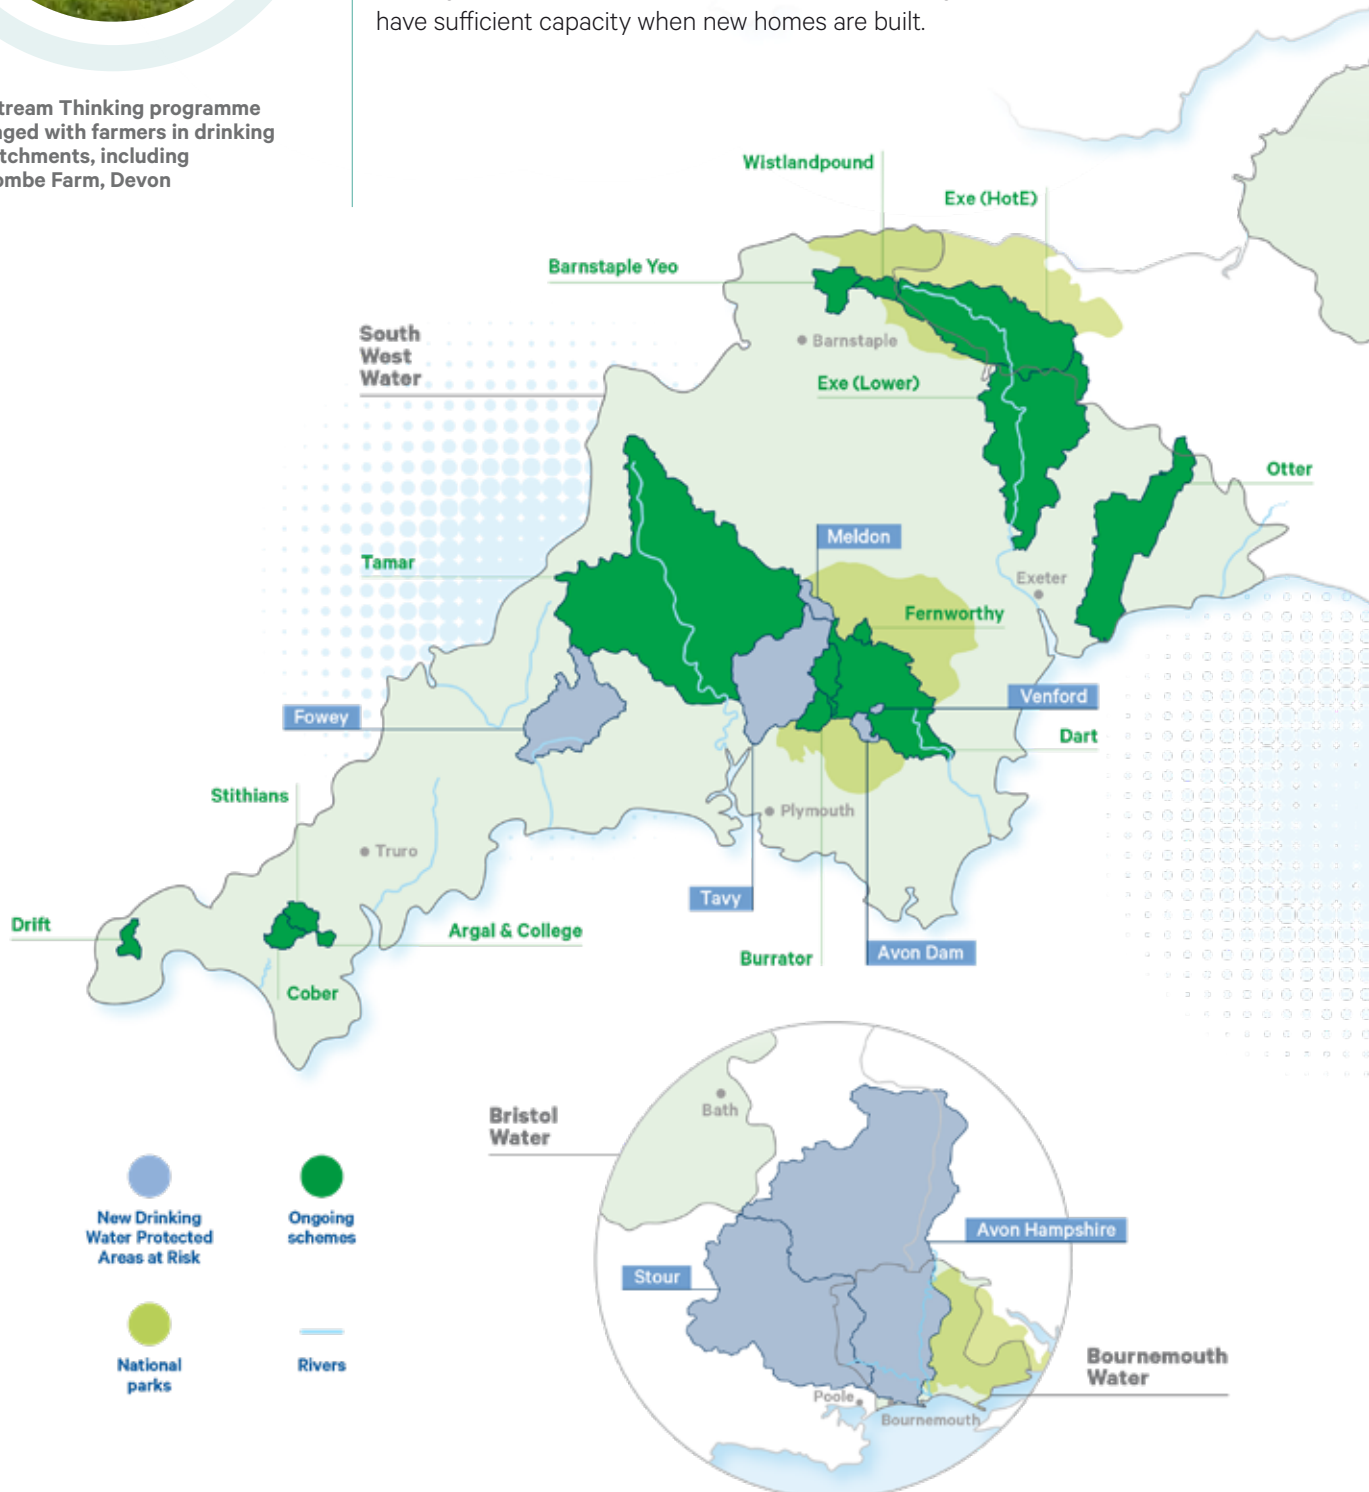 have sufficient capacity when new homes are built.
tream Thinking programme
ged with farmers in drinking
tchments, including
ombe Farm, Devon
Wistlandpound
Exe (HotE)
Barnstaple Yeo
South
West
Water
Barnstaple
Exe (Lower)
Otter
Meldon
Tamar
Exeter
Fernworthy
Venford
Fowey
Dart
Stithians
Plymouth
Truro
Tavy
Drift
Argal & College
Burrator
Avon Dam
Cober
Bath
Bristol
Water
New Drinking
Water Protected
Areas at Risk
Ongoing
schemes
Avon Hampshire
Stour
National
parks
Rivers
Bournemouth
Water
Poole
Bournemouth